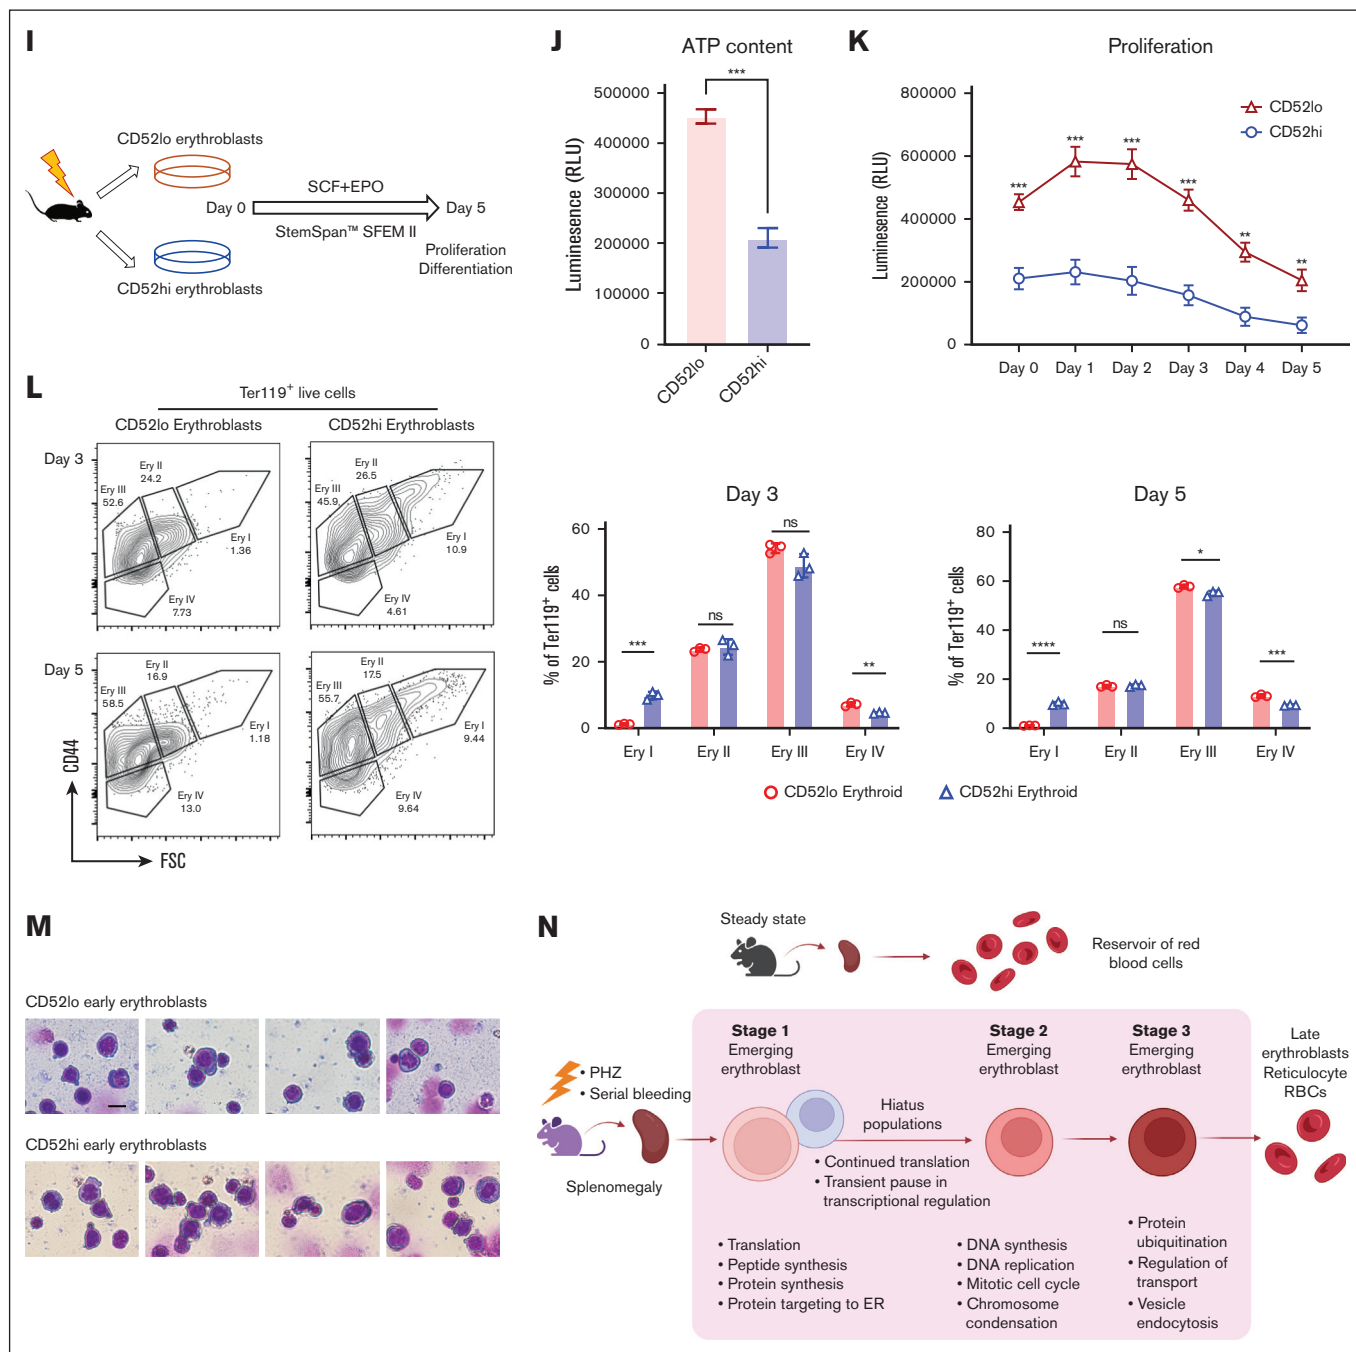 I
CD52lo erythroblasts
Day 0
SCF+EPO
StemSpan™ SFEM II
Day 5
Proliferation
Differentiation
CD52hi erythroblasts
J
ATP content
***
Luminesence (RLU)
500000
400000
300000
200000
100000
0
CD52lo
CD52hi
K
Proliferation
Luminesence (RLU)
800000
600000
400000
200000
0
CD52lo
CD52hi
***
***
***
***
**
**
Day 0
Day 1
Day 2
Day 3
Day 4
Day 5
L
Ter119+ live cells
CD52lo Erythroblasts
CD52hi Erythroblasts
Day 3
Ery II
24.2
Ery III
52.6
Ery I
1.36
Ery IV
7.73
Ery II
26.5
Ery III
45.9
Ery I
10.9
Ery IV
4.61
Day 5
Ery II
16.9
Ery III
58.5
Ery I
1.18
Ery IV
13.0
Ery II
17.5
Ery III
55.7
Ery I
9.44
Ery IV
9.64
CD44
FSC
Day 3
% of Ter119+ cells
60
40
20
0
***
ns
ns
**
Ery I
Ery II
Ery III
Ery IV
Day 5
% of Ter119+ cells
80
60
40
20
0
****
ns
*
***
Ery I
Ery II
Ery III
Ery IV
CD52lo Erythroid
CD52hi Erythroid
M
CD52lo early erythroblasts
CD52hi early erythroblasts
N
Steady state
Reservoir of red
blood cells
• PHZ
• Serial bleeding
Splenomegaly
Stage 1
Emerging
erythroblast
Hiatus
populations
• Continued translation
• Transient pause in
transcriptional regulation
Stage 2
Emerging
erythroblast
Stage 3
Emerging
erythroblast
Late
erythroblasts
Reticulocyte
RBCs
• Translation
• Peptide synthesis
• Protein synthesis
• Protein targeting to ER
• DNA synthesis
• DNA replication
• Mitotic cell cycle
• Chromosome
condensation
• Protein
ubiquitination
• Regulation of
transport
• Vesicle
endocytosis